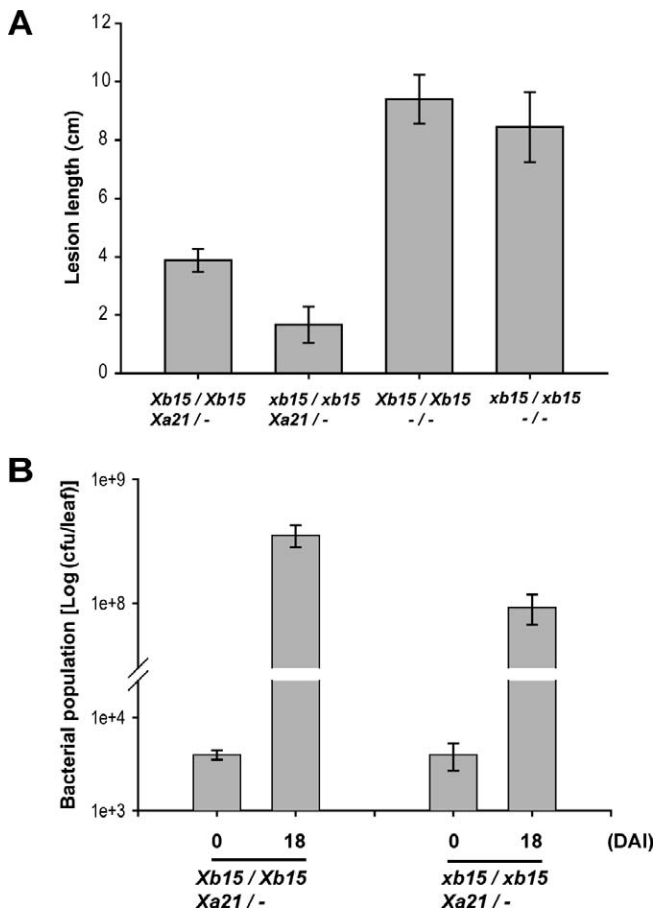 A
Lesion length (cm)
12
10
8
6
4
2
0
Xb15 / Xb15
Xa21 / -
xb15 / xb15
Xa21 / -
Xb15 / Xb15
- / -
xb15 / xb15
- / -
B
Bacterial population [Log (cfu/leaf)]
1e+9
1e+8
1e+4
1e+3
0
18
0
18
(DAI)
Xb15 / Xb15
Xa21 / -
xb15 / xb15
Xa21 / -